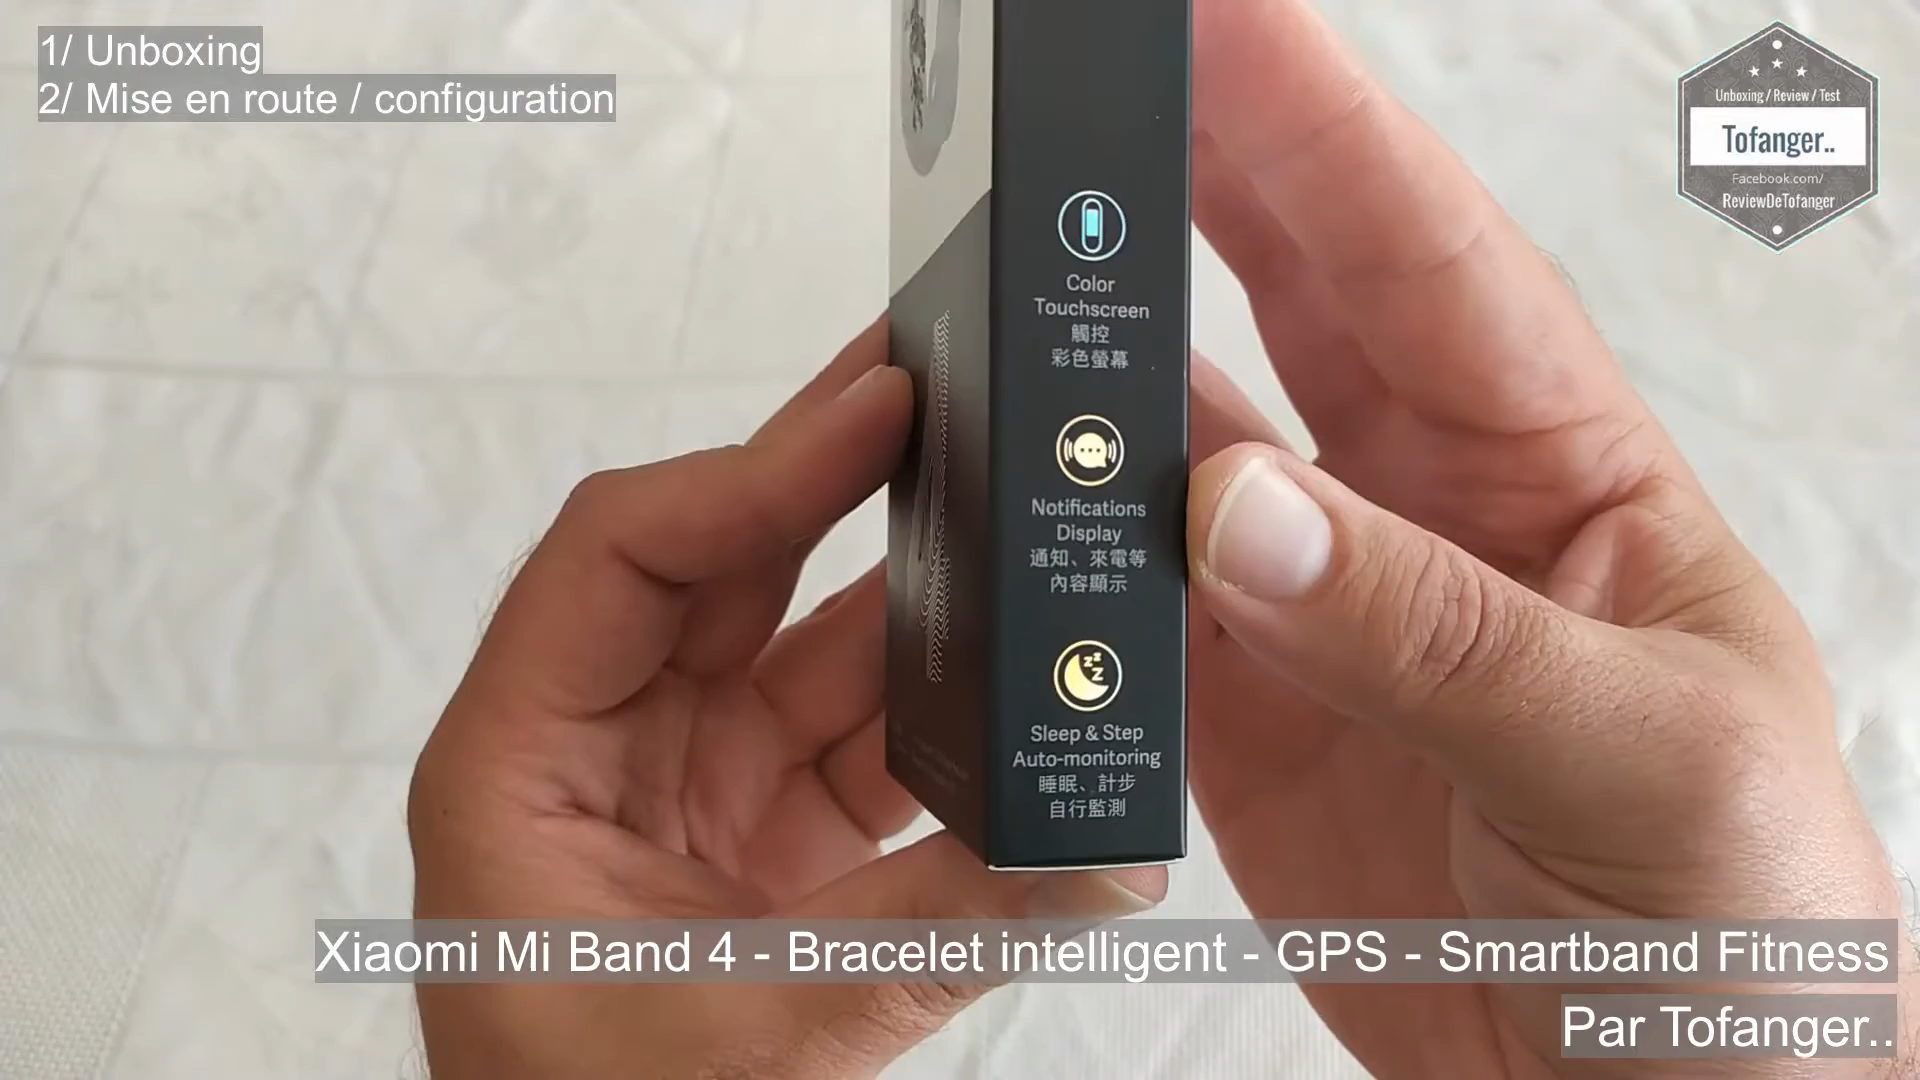 1/ Unboxing
2/ Mise en route / configuration
Unboxing / Review / Test
Tofanger..
Facebook.com/
ReviewDeTofanger
Color
Touchscreen
觸控
彩色螢幕
Notifications
Display
通知、來電等
內容顯示
Sleep & Step
Auto-monitoring
睡眠、計步
自行監測
Xiaomi Mi Band 4 - Bracelet intelligent - GPS - Smartband Fitness
Par Tofanger..